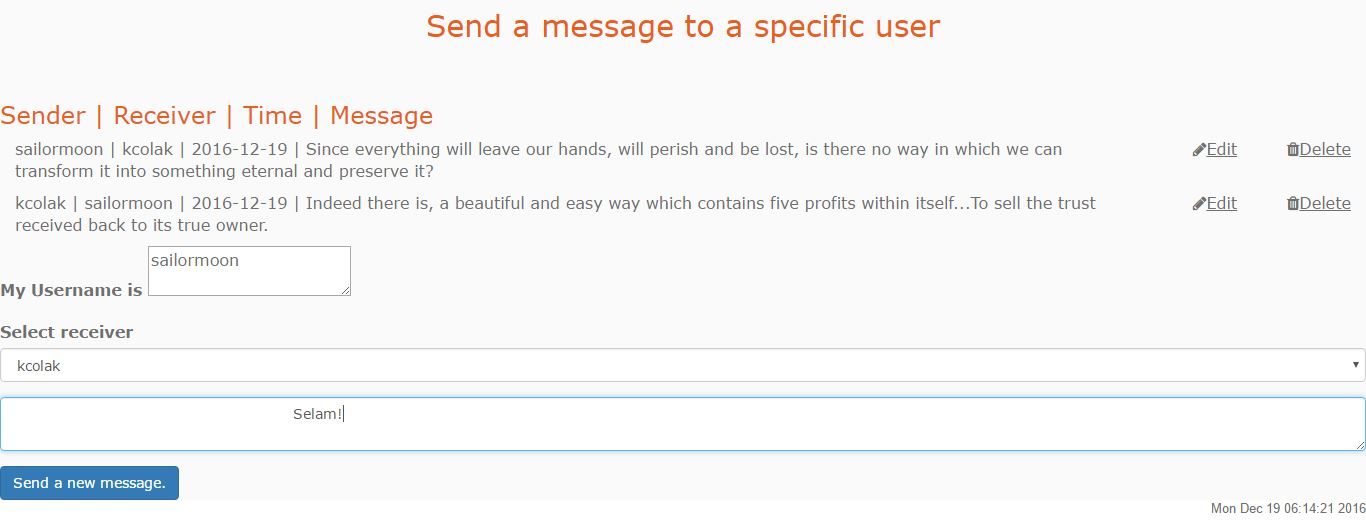 Send a message to a specific user
Sender | Receiver | Time | Message
sailormoon | kcolak | 2016-12-19 | Since everything will leave our hands, will perish and be lost, is there no way in which we can
transform it into something eternal and preserve it?
Edit Delete
kcolak | sailormoon | 2016-12-19 | Indeed there is, a beautiful and easy way which contains five profits within itself...To sell the trust
received back to its true owner.
Edit Delete
My Username is sailormoon
Select receiver
kcolak
Selam!
Send a new message.
Mon Dec 19 06:14:21 2016